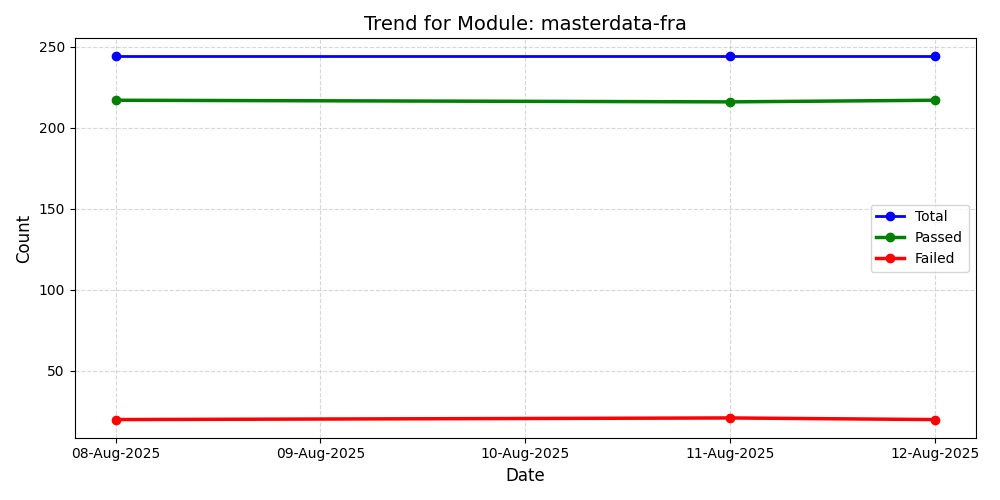 Trend for Module: masterdata-fra
250
200
150
100
50
Count
Total
Passed
Failed
08-Aug-2025
09-Aug-2025
10-Aug-2025
11-Aug-2025
12-Aug-2025
Date